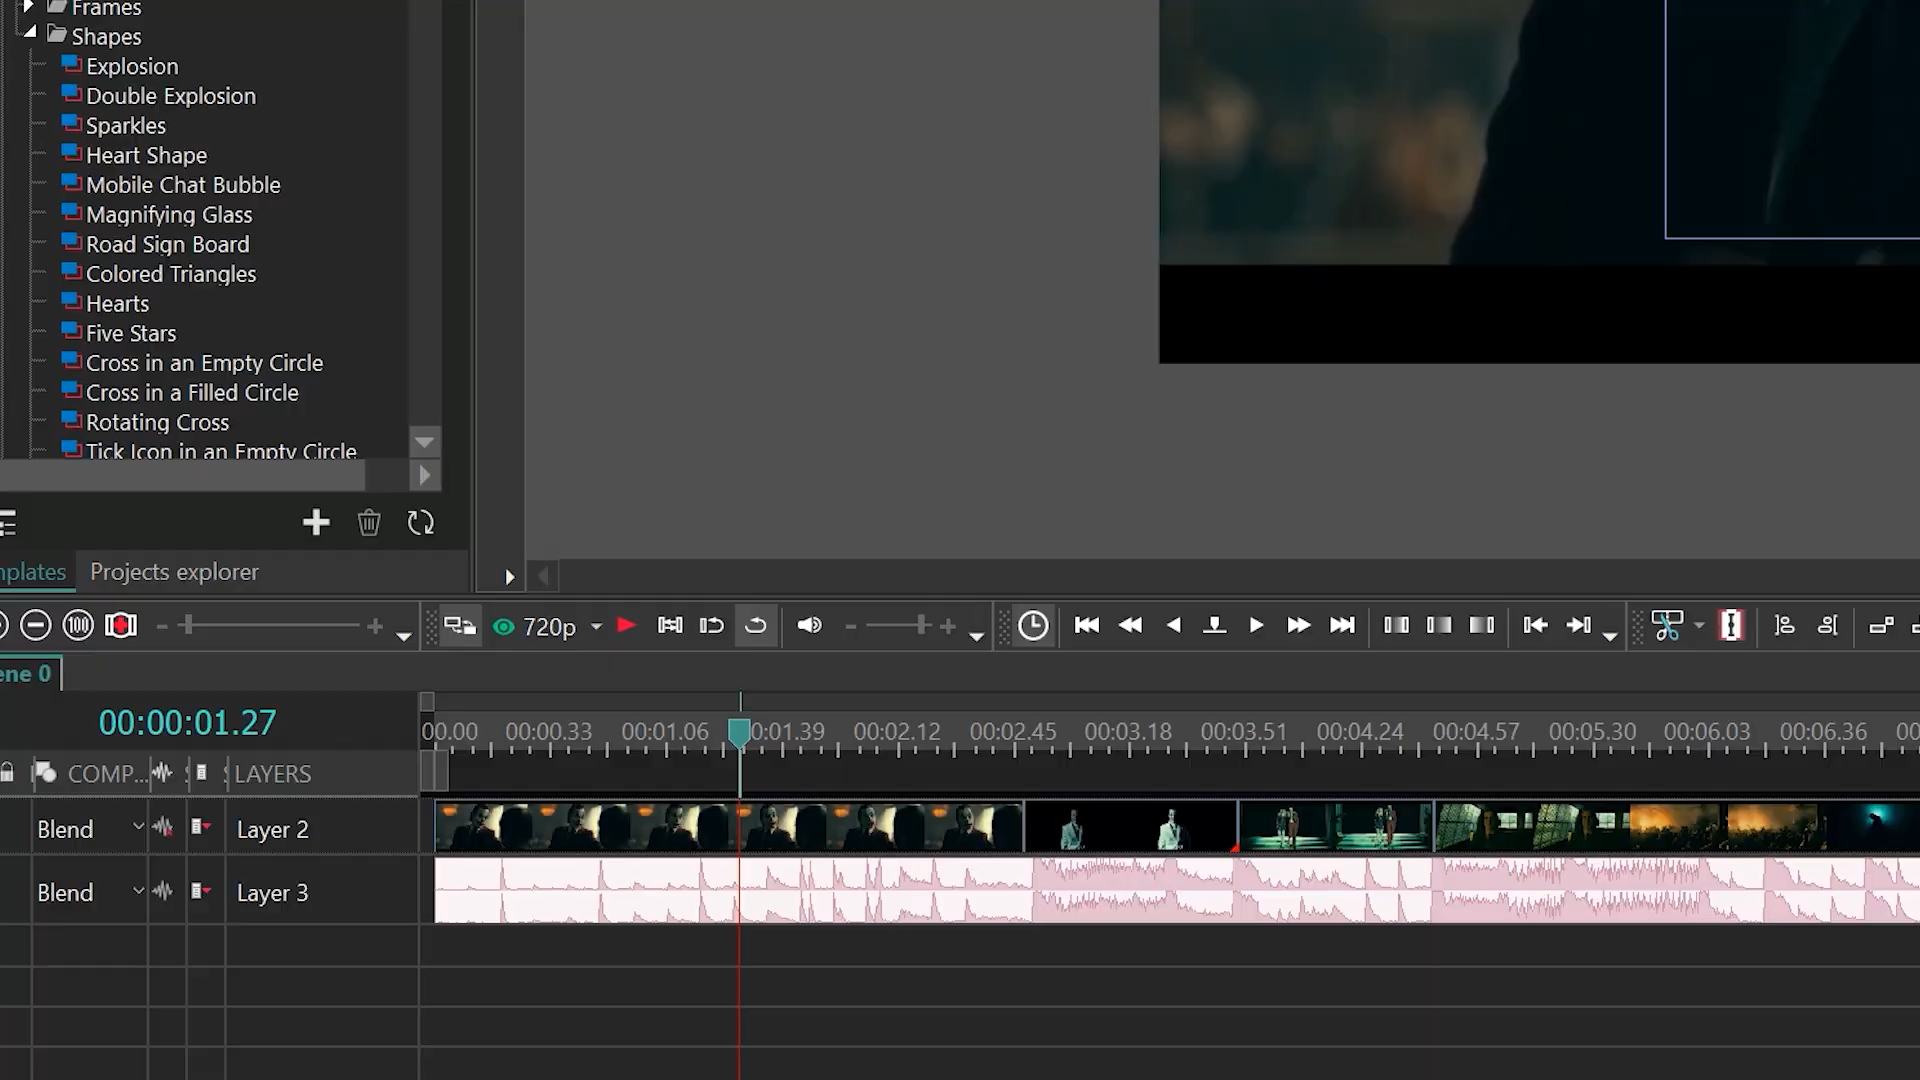 Frames
Shapes
Explosion
Double Explosion
Sparkles
Heart Shape
Mobile Chat Bubble
Magnifying Glass
Road Sign Board
Colored Triangles
Hearts
Five Stars
Cross in an Empty Circle
Cross in a Filled Circle
Rotating Cross
Tick Icon in an Empty Circle
nplates Projects explorer
100 720p
ene 0
00:00:01.27
00.00 00:00.33 00:01.06 0:01.39 00:02.12 00:02.45 00:03.18 00:03.51 00:04.24 00:04.57 00:05.30 00:06.03 00:06.36 00
COMP... LAYERS
Blend Layer 2
Blend Layer 3